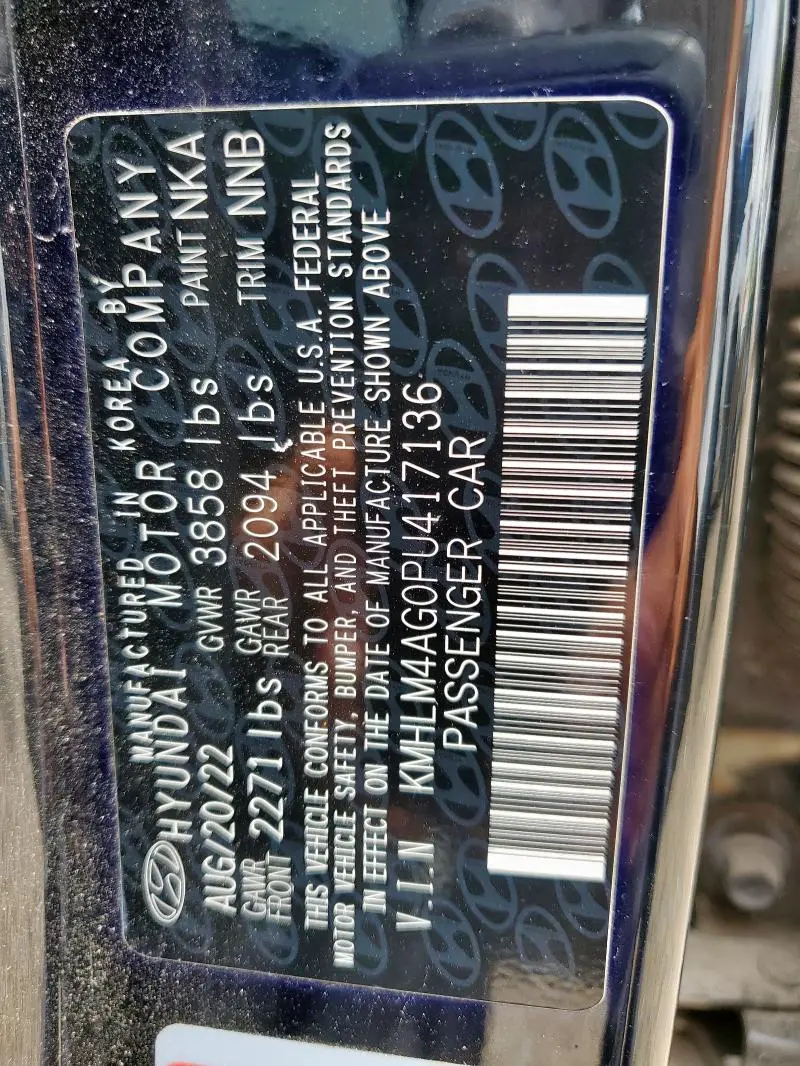 MANUFACTURED IN KOREA BY
HYUNDAI MOTOR COMPANY
AUG/20/22 GVWR 3858 lbs PAINT NKA
GAWR FRONT 2271 lbs GAWR REAR 2094 lbs TRIM NNB
THIS VEHICLE CONFORMS TO ALL APPLICABLE U.S.A. FEDERAL
MOTOR VEHICLE SAFETY, BUMPER, AND THEFT PREVENTION STANDARDS
IN EFFECT ON THE DATE OF MANUFACTURE SHOWN ABOVE
V.I.N KMHLM4AG0PU417136
PASSENGER CAR